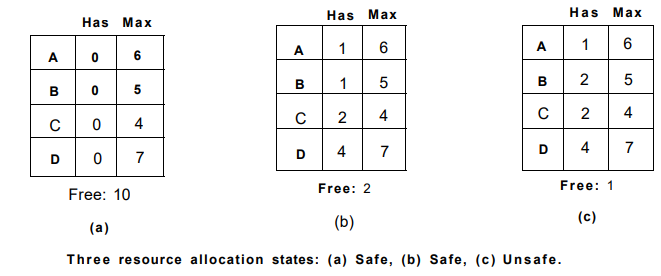 Has Max
A 0 6
B 0 5
C 0 4
D 0 7
Free: 10
(a)
Has Max
A 1 6
B 1 5
C 2 4
D 4 7
Free: 2
(b)
Has Max
A 1 6
B 2 5
C 2 4
D 4 7
Free: 1
(c)
Three resource allocation states: (a) Safe, (b) Safe, (c) Unsafe.